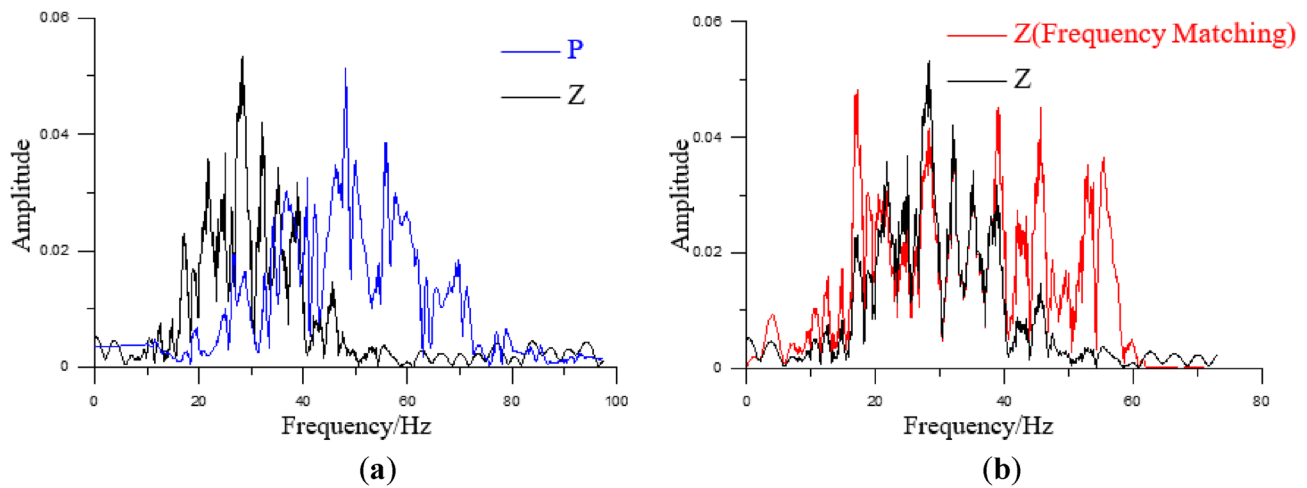 0.06
P
Z
0.04
Amplitude
0.02
0
0 20 40 60 80 100
Frequency/Hz
(a)
0.06
Z(Frequency Matching)
Z
0.04
Amplitude
0.02
0
0 20 40 60 80
Frequency/Hz
(b)